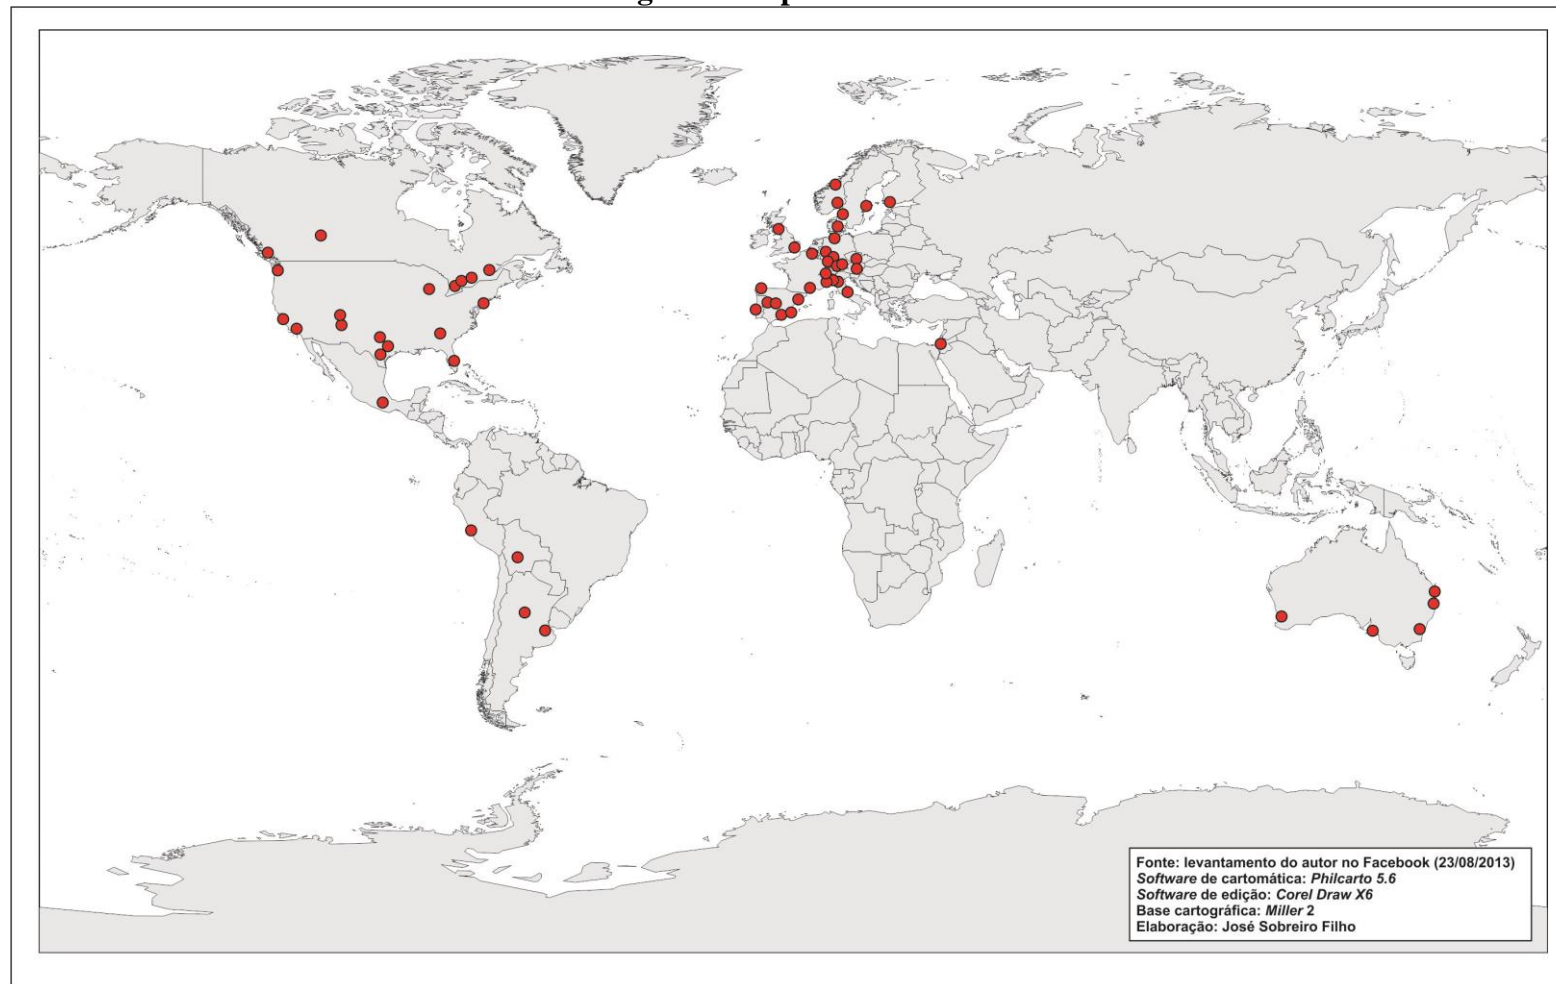 Fonte: levantamento do autor no Facebook (23/08/2013)
Software de cartomática: Philcarto 5.6
Software de edição: Corel Draw X6
Base cartográfica: Miller 2
Elaboração: José Sobreiro Filho